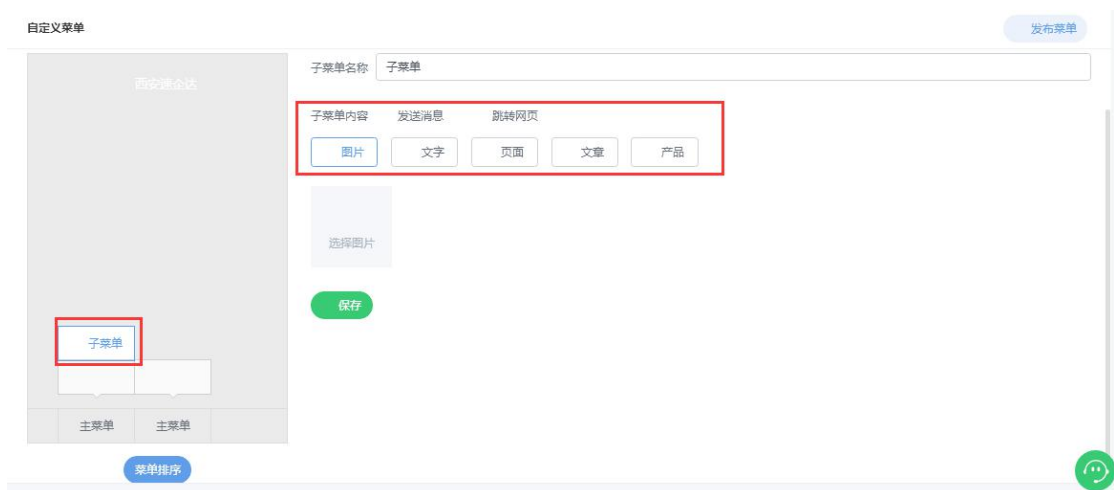 自定义菜单
发布菜单
西安速企达
子菜单名称 子菜单
子菜单内容 发送消息 跳转网页
图片 文字 页面 文章 产品
选择图片
保存
子菜单
主菜单 主菜单
菜单排序